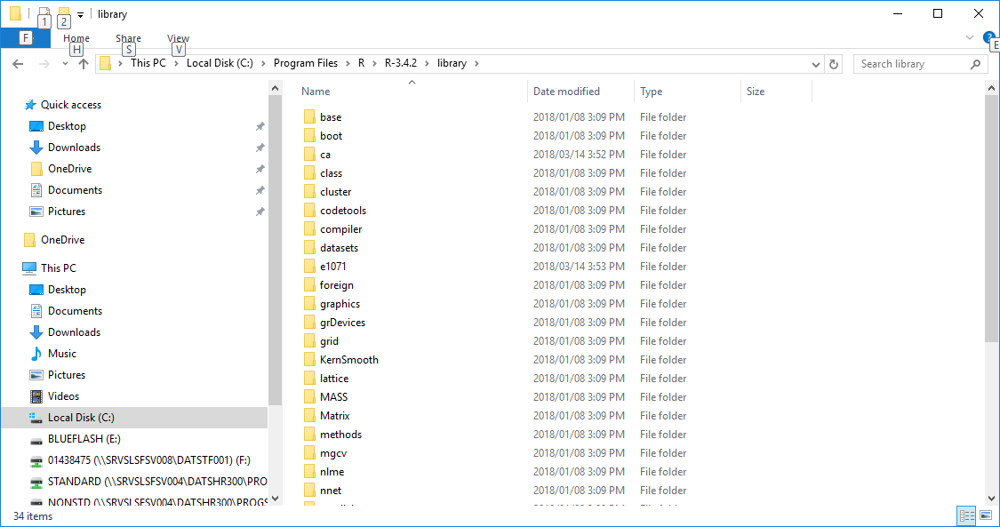 1 2 library
F Home Share View
H S V E
This PC Local Disk (C:) Program Files R R-3.4.2 library Search library
Name Date modified Type Size
Quick access
Desktop
Downloads
OneDrive
Documents
Pictures
OneDrive
This PC
Desktop
Documents
Downloads
Music
Pictures
Videos
Local Disk (C:)
BLUEFLASH (E:)
01438475 (\\SRVSLSFSV008\DATSTF001) (F:)
STANDARD (\\SRVSLSFSV004\DATSHR300\PRO
NONSTD (\\SRVSLSFSV004\DATSHR300\PROGS
base 2018/01/08 3:09 PM File folder
boot 2018/01/08 3:09 PM File folder
ca 2018/03/14 3:52 PM File folder
class 2018/01/08 3:09 PM File folder
cluster 2018/01/08 3:09 PM File folder
codetools 2018/01/08 3:09 PM File folder
compiler 2018/01/08 3:09 PM File folder
datasets 2018/01/08 3:09 PM File folder
e1071 2018/03/14 3:53 PM File folder
foreign 2018/01/08 3:09 PM File folder
graphics 2018/01/08 3:09 PM File folder
grDevices 2018/01/08 3:09 PM File folder
grid 2018/01/08 3:09 PM File folder
KernSmooth 2018/01/08 3:09 PM File folder
lattice 2018/01/08 3:09 PM File folder
MASS 2018/01/08 3:09 PM File folder
Matrix 2018/01/08 3:09 PM File folder
methods 2018/01/08 3:09 PM File folder
mgcv 2018/01/08 3:09 PM File folder
nlme 2018/01/08 3:09 PM File folder
nnet 2018/01/08 3:09 PM File folder
34 items